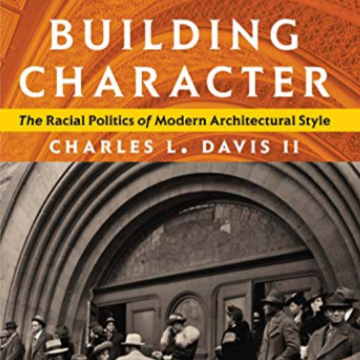 BUILDING
CHARACTER
The Racial Politics of Modern Architectural Style
CHARLES L. DAVIS II